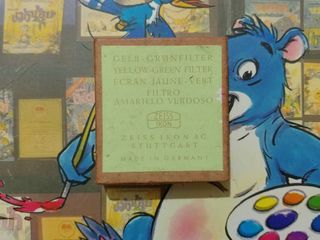 GELB-GRÜNFILTER
YELLOW-GREEN FILTER
ECRAN JAUNE-VERT
FILTRO
AMARILLO VERDOSO
ZEISS
IKON
ZEISS IKON AG
STUTTGART
MADE IN GERMANY